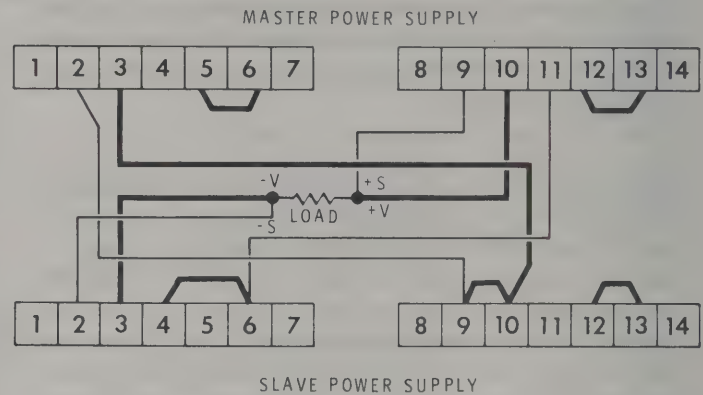 MASTER POWER SUPPLY
1 2 3 4 5 6 7 8 9 10 11 12 13 14
-V +S
LOAD
-S +V
1 2 3 4 5 6 7 8 9 10 11 12 13 14
SLAVE POWER SUPPLY